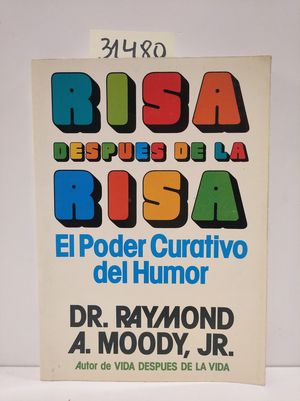 31480
RISA
DESPUES DE LA
RISA
El Poder Curativo
del Humor
DR. RAYMOND
A. MOODY, JR.
Autor de VIDA DESPUES DE LA VIDA